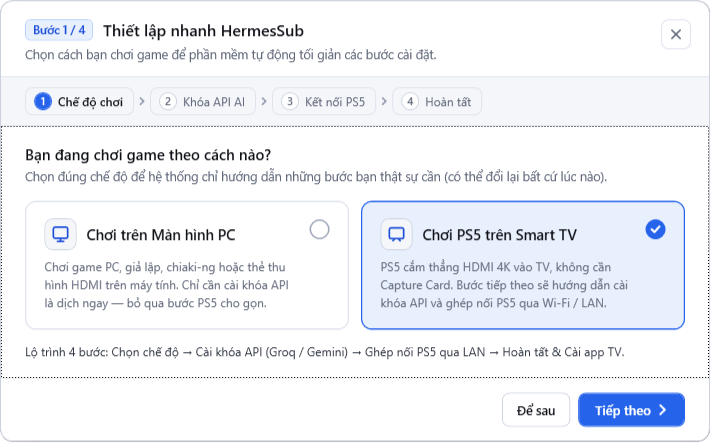 Bước 1 / 4 Thiết lập nhanh HermesSub
Chọn cách bạn chơi game để phần mềm tự động tối giản các bước cài đặt.
1 Chế độ chơi > 2 Khóa API AI > 3 Kết nối PS5 > 4 Hoàn tất
Bạn đang chơi game theo cách nào?
Chọn đúng chế độ để hệ thống chỉ hướng dẫn những bước bạn thật sự cần (có thể đổi lại bất cứ lúc nào).
Chơi trên Màn hình PC
Chơi game PC, giả lập, chiaki-ng hoặc thẻ thu
hình HDMI trên máy tính. Chỉ cần cài khóa API
là dịch ngay — bỏ qua bước PS5 cho gọn.
Chơi PS5 trên Smart TV
PS5 cắm thẳng HDMI 4K vào TV, không cần
Capture Card. Bước tiếp theo sẽ hướng dẫn cài
khóa API và ghép nối PS5 qua Wi-Fi / LAN.
Lộ trình 4 bước: Chọn chế độ → Cài khóa API (Groq / Gemini) → Ghép nối PS5 qua LAN → Hoàn tất & Cài app TV.
Để sau
Tiếp theo >